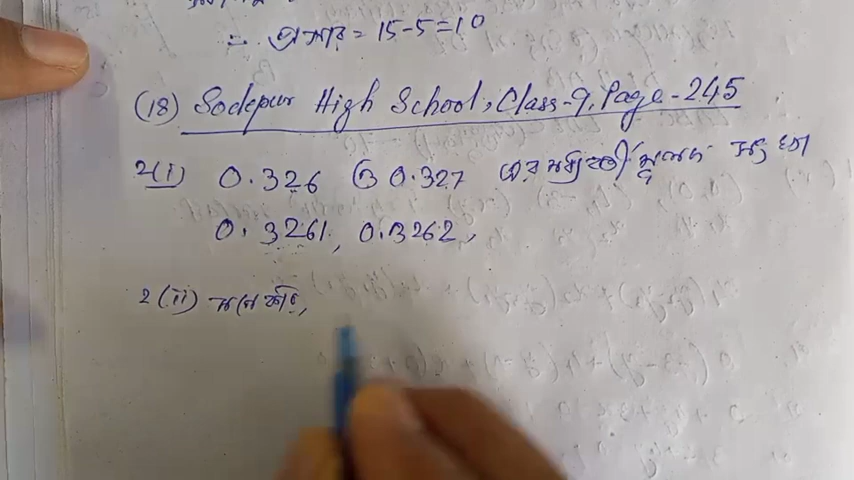 ∴ প্রসার = 15-5=10
(18) Sodepur High School, Class-9, Page-245
2(i) 0.326 ও 0.327 এর মধ্যবর্তী মূলদ সংখ্যা
0.3261, 0.3262,
2(ii) মনে করি,